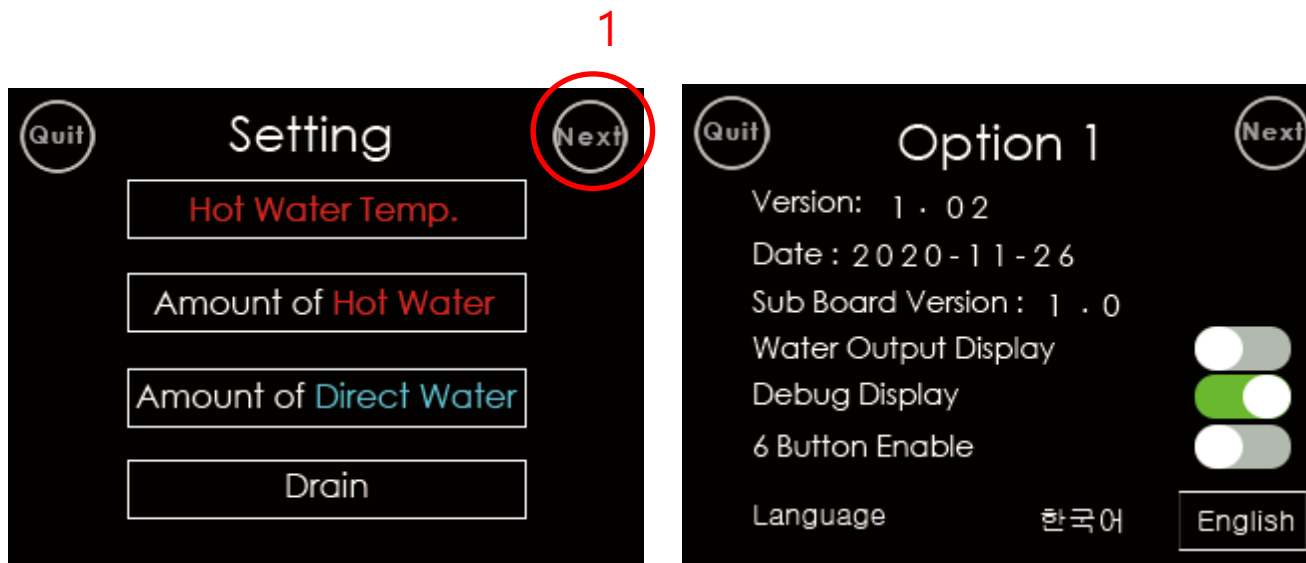 1
Quit Setting Next
Hot Water Temp.
Amount of Hot Water
Amount of Direct Water
Drain
Quit Option 1 Next
Version: 1.02
Date : 2020-11-26
Sub Board Version : 1.0
Water Output Display
Debug Display
6 Button Enable
Language 한국어 English